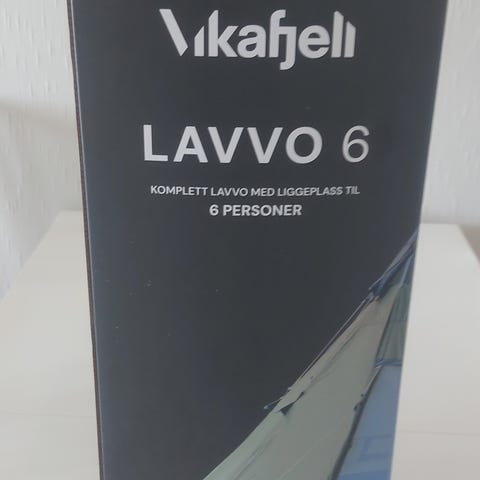 Vikafjell
LAVVO 6
KOMPLETT LAVVO MED LIGGEPLASS TIL
6 PERSONER